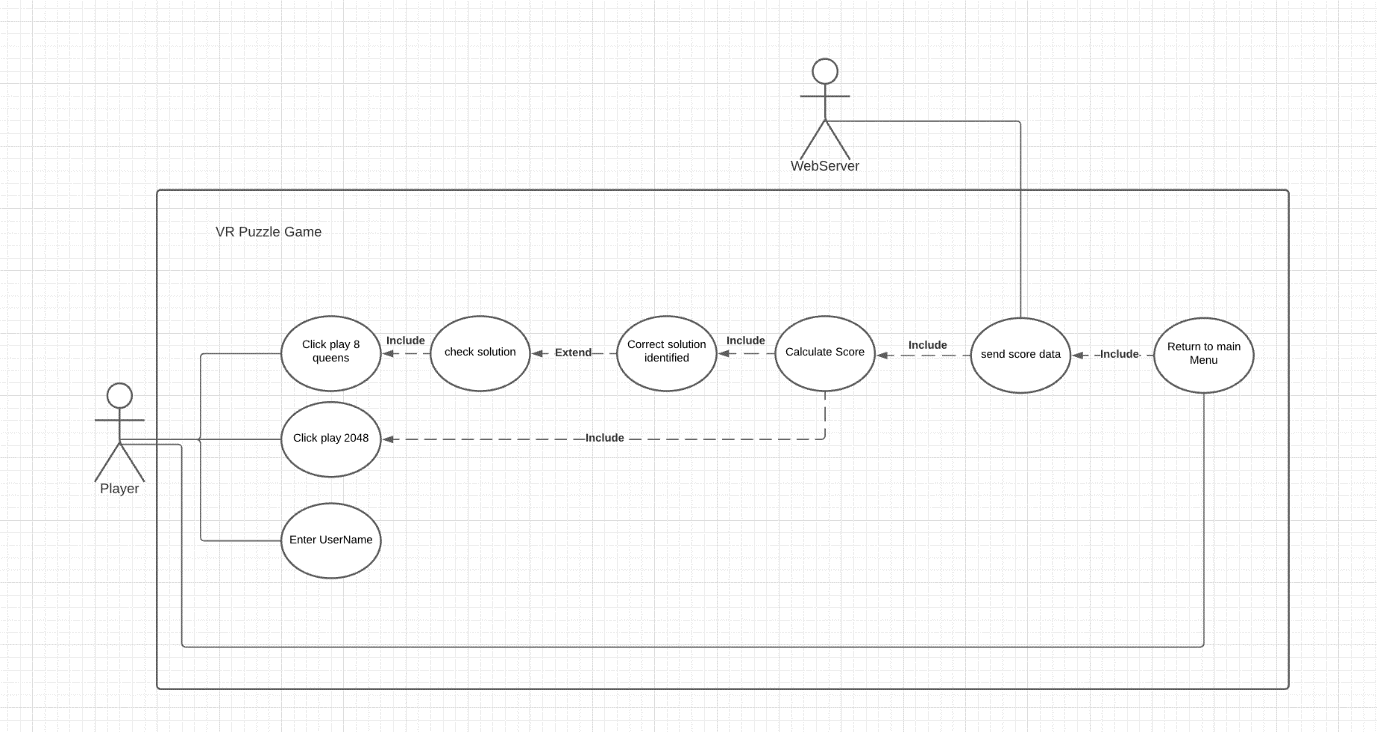 WebServer
VR Puzzle Game
Click play 8
queens
Include
check solution
Extend
Correct solution
identified
Include
Calculate Score
Include
send score data
Include
Return to main
Menu
Click play 2048
Include
Player
Enter UserName